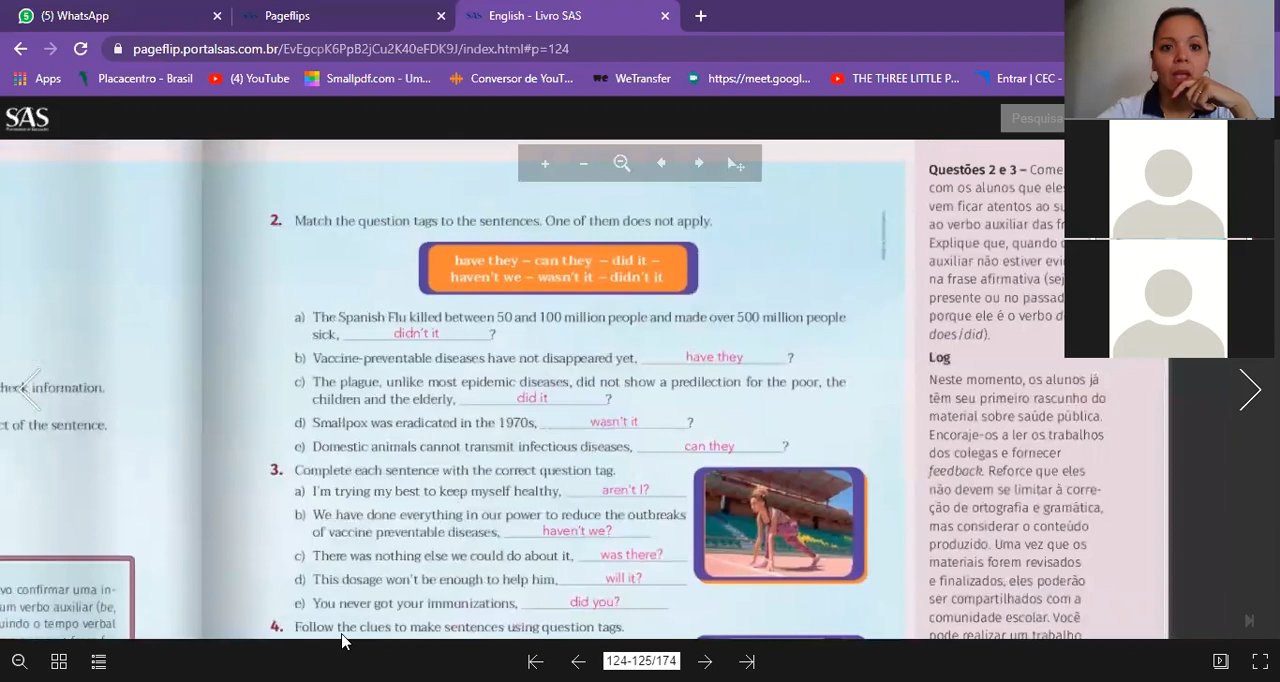 (5) WhatsApp
Pageflips
English - Livro SAS
pageflip.portalsas.com.br/EvEgcpK6PpB2jCu2K40eFDK9J/index.html#p=124
Apps
Placacentro - Brasil
(4) YouTube
Smallpdf.com - Um...
Conversor de YouT...
WeTransfer
https://meet.googl...
THE THREE LITTLE P...
Entrar | CEC -
SAS
Pesquisa
check information.
ct of the sentence.
vo confirmar uma in-
um verbo auxiliar (be,
uindo o tempo verbal
2. Match the question tags to the sentences. One of them does not apply.
have they – can they – did it –
haven't we – wasn't it – didn't it
a) The Spanish Flu killed between 50 and 100 million people and made over 500 million people
sick, didn't it ?
b) Vaccine-preventable diseases have not disappeared yet, have they ?
c) The plague, unlike most epidemic diseases, did not show a predilection for the poor, the
children and the elderly, did it ?
d) Smallpox was eradicated in the 1970s, wasn't it ?
e) Domestic animals cannot transmit infectious diseases, can they ?
3. Complete each sentence with the correct question tag.
a) I'm trying my best to keep myself healthy, aren't I?
b) We have done everything in our power to reduce the outbreaks
of vaccine preventable diseases, haven't we?
c) There was nothing else we could do about it, was there?
d) This dosage won't be enough to help him, will it?
e) You never got your immunizations, did you?
4. Follow the clues to make sentences using question tags.
Questões 2 e 3 – Come
com os alunos que ele
vem ficar atentos ao su
ao verbo auxiliar das fr
Explique que, quando o
auxiliar não estiver evi
na frase afirmativa (sej
presente ou no passad
porque ele é o verbo d
does/did).
Log
Neste momento, os alunos já
têm seu primeiro rascunho do
material sobre saúde pública.
Encoraje-os a ler os trabalhos
dos colegas e fornecer
feedback. Reforce que eles
não devem se limitar à corre-
ção de ortografia e gramática,
mas considerar o conteúdo
produzido. Uma vez que os
materiais forem revisados
e finalizados, eles poderão
ser compartilhados com a
comunidade escolar. Você
pode realizar um trabalho
124-125/174